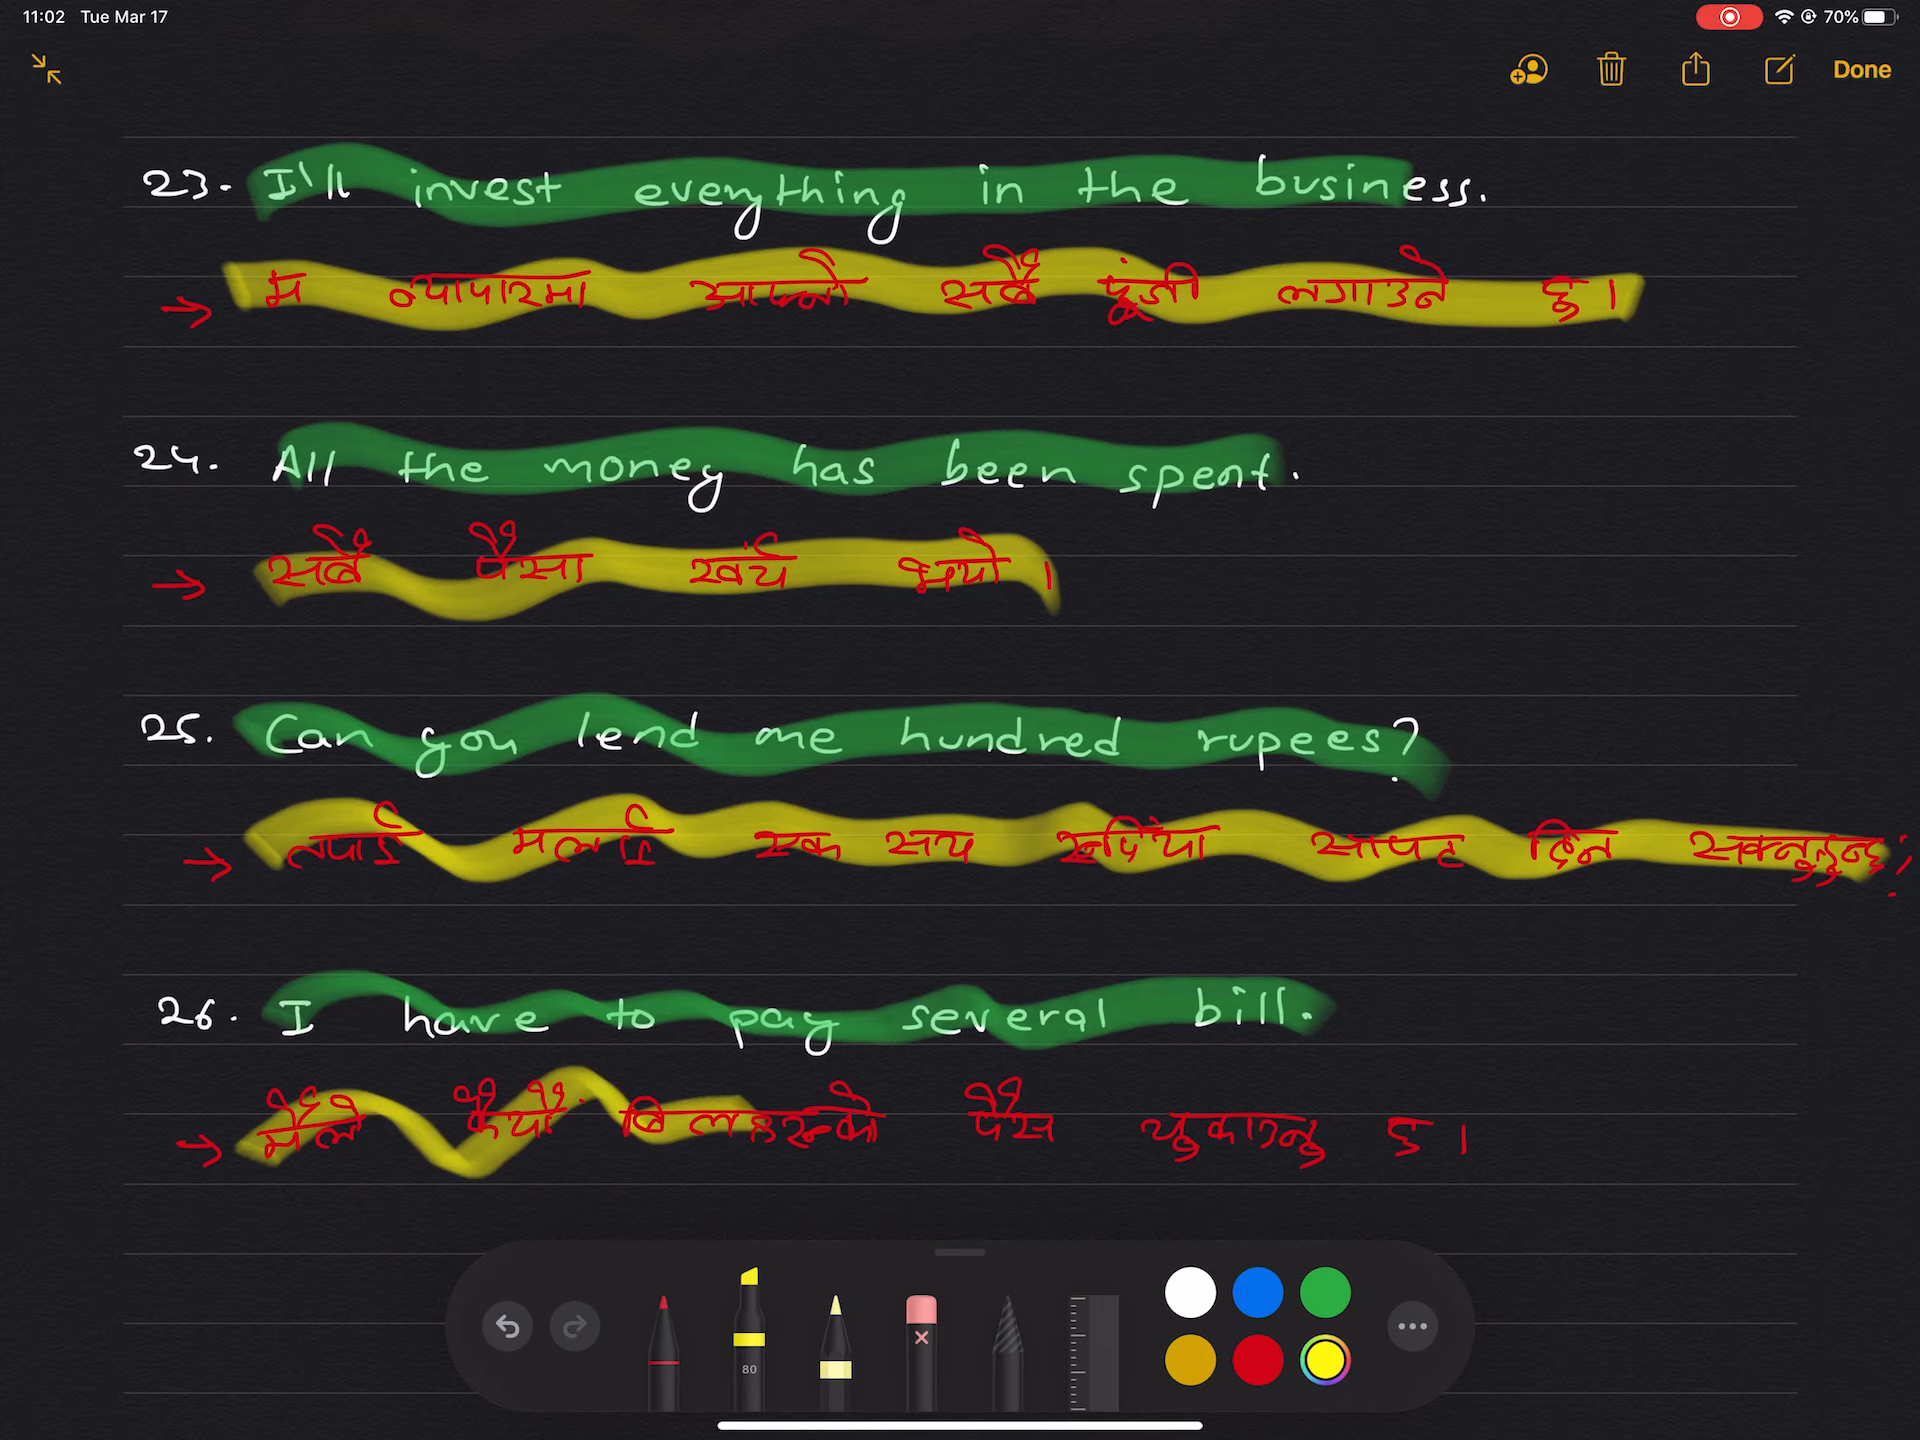 11:02 Tue Mar 17 70%
Done
23. I'll invest everything in the business.
→ म व्यापारमा आफ्नो सबै पूंजी लगाउने छु।
24. All the money has been spent.
→ सबै पैसा खर्च भयो ।
25. Can you lend me hundred rupees?
→ तपाई मलाई एक सय रूपियाँ सापट दिन सक्नुहुन्छ?
26. I have to pay several bill.
→ मैले कैयौं बिलहरूको पैस चुकाउनु छ ।
80